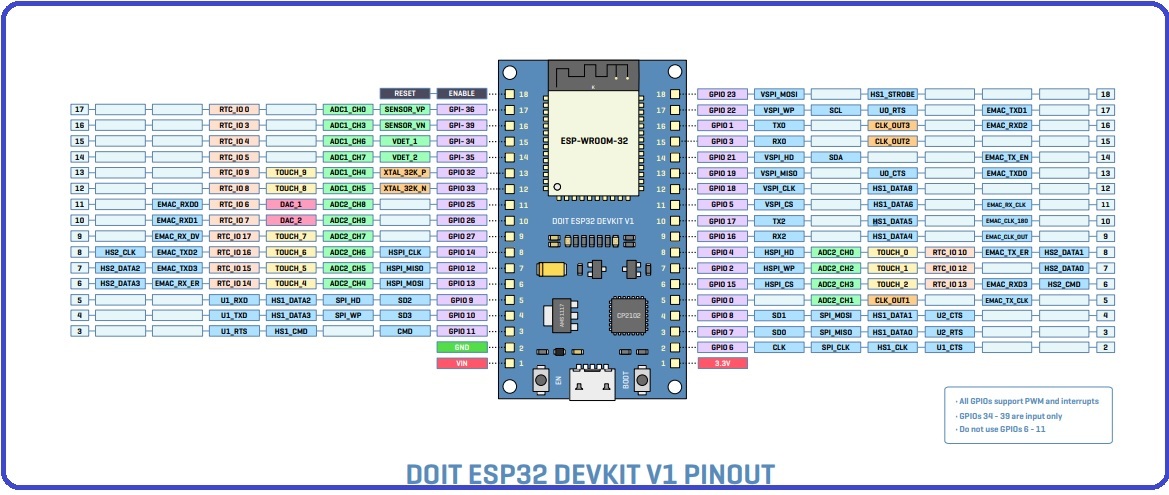 RESET ENABLE 18 18 GPIO 23 VSPI_MOSI HS1_STROBE 18
17 RTC_IO 0 ADC1_CH0 SENSOR_VP GPI- 36 17 17 GPIO 22 VSPI_WP SCL U0_RTS EMAC_TXD1 17
16 RTC_IO 3 ADC1_CH3 SENSOR_VN GPI- 39 16 16 GPIO 1 TX0 CLK_OUT3 EMAC_RXD2 16
15 RTC_IO 4 ADC1_CH6 VDET_1 GPI- 34 15 ESP-WROOM-32 15 GPIO 3 RX0 CLK_OUT2 15
14 RTC_IO 5 ADC1_CH7 VDET_2 GPI- 35 14 14 GPIO 21 VSPI_HD SDA EMAC_TX_EN 14
13 RTC_IO 9 TOUCH_9 ADC1_CH4 XTAL_32K_P GPIO 32 13 13 GPIO 19 VSPI_MISO U0_CTS EMAC_TXD0 13
12 RTC_IO 8 TOUCH_8 ADC1_CH5 XTAL_32K_N GPIO 33 12 12 GPIO 18 VSPI_CLK HS1_DATA8 12
11 EMAC_RXD0 RTC_IO 6 DAC_1 ADC2_CH8 GPIO 25 11 11 GPIO 5 VSPI_CS HS1_DATA6 EMAC_RX_CLK 11
10 EMAC_RXD1 RTC_IO 7 DAC_2 ADC2_CH9 GPIO 26 10 DOIT ESP32 DEVKIT V1 10 GPIO 17 TX2 HS1_DATA5 EMAC_CLK_180 10
9 EMAC_RX_DV RTC_IO 17 TOUCH_7 ADC2_CH7 GPIO 27 9 9 GPIO 16 RX2 HS1_DATA4 EMAC_CLK_OUT 9
8 HS2_CLK EMAC_TXD2 RTC_IO 16 TOUCH_6 ADC2_CH6 HSPI_CLK GPIO 14 8 8 GPIO 4 HSPI_HD ADC2_CH0 TOUCH_0 RTC_IO 10 EMAC_TX_ER HS2_DATA1 8
7 HS2_DATA2 EMAC_TXD3 RTC_IO 15 TOUCH_5 ADC2_CH5 HSPI_MISO GPIO 12 7 7 GPIO 2 HSPI_WP ADC2_CH2 TOUCH_1 RTC_IO 12 HS2_DATA0 7
6 HS2_DATA3 EMAC_RX_ER RTC_IO 14 TOUCH_4 ADC2_CH4 HSPI_MOSI GPIO 13 6 6 GPIO 15 HSPI_CS ADC2_CH3 TOUCH_2 RTC_IO 13 EMAC_RXD3 HS2_CMD 6
5 U1_RXD HS1_DATA2 SPI_HD SD2 GPIO 9 5 5 GPIO 0 ADC2_CH1 CLK_OUT1 EMAC_TX_CLK 5
4 U1_TXD HS1_DATA3 SPI_WP SD3 GPIO 10 4 AMS1117 CP2102 4 GPIO 8 SD1 SPI_MOSI HS1_DATA1 U2_CTS 4
3 U1_RTS HS1_CMD CMD GPIO 11 3 3 GPIO 7 SD0 SPI_MISO HS1_DATA0 U2_RTS 3
GND 2 2 GPIO 6 CLK SPI_CLK HS1_CLK U1_CTS 2
VIN 1 1 3.3V
EN BOOT
· All GPIOs support PWM and interrupts
· GPIOs 34 - 39 are input only
· Do not use GPIOs 6 - 11
DOIT ESP32 DEVKIT V1 PINOUT